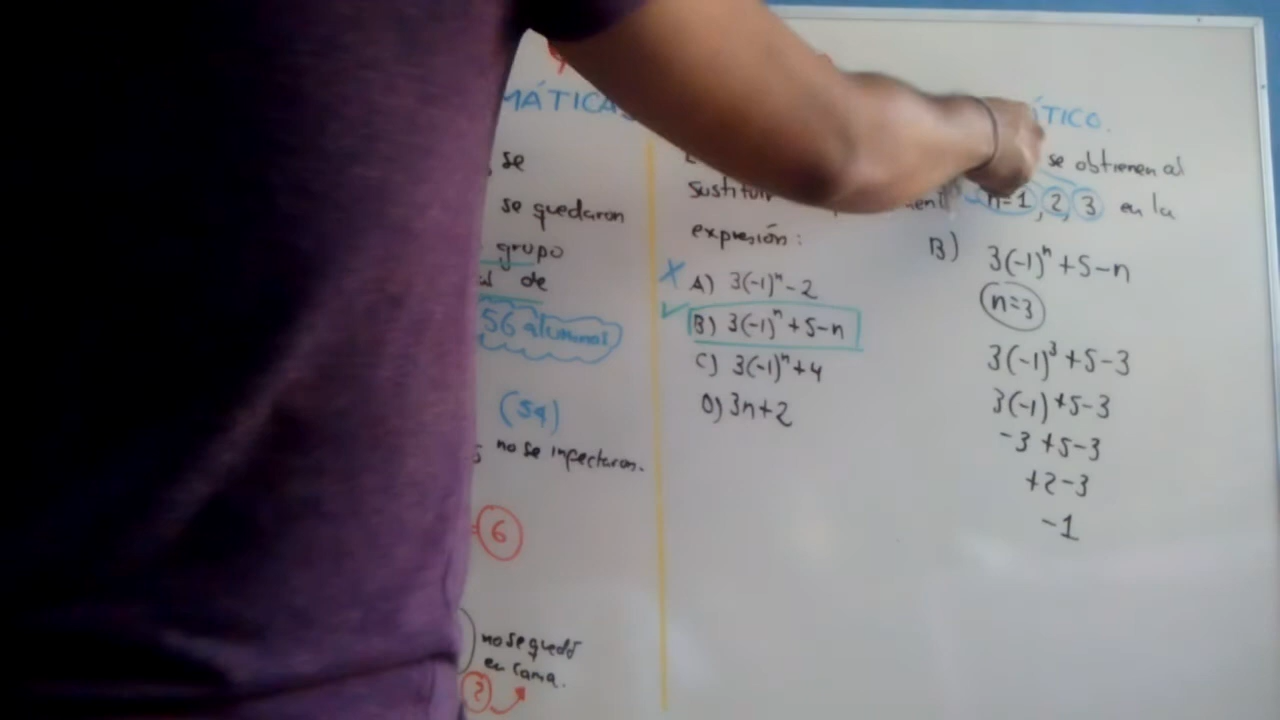 MÁTICAS
, se
se quedaron
grupo
de
56 alumnos
(54)
no se infectaron.
6
no se quedó
en cama.
?
ÁTICO.
se obtienen al
sustituir n=1, 2, 3 en la
expresión:
X A) 3(-1)ⁿ - 2
✓ B) 3(-1)ⁿ + 5 - n
C) 3(-1)ⁿ + 4
D) 3n + 2
B) 3(-1)ⁿ + 5 - n
n=3
3(-1)³ + 5 - 3
3(-1) + 5 - 3
-3 + 5 - 3
+2 - 3
-1